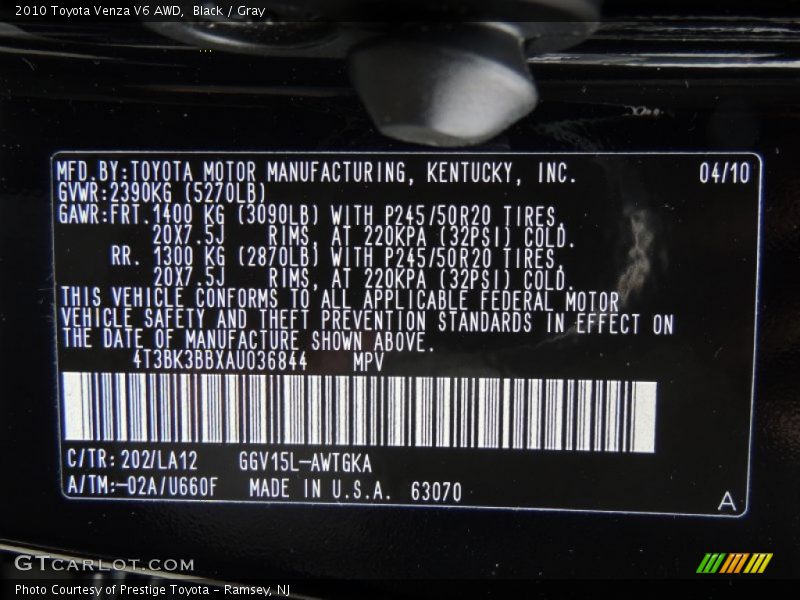 2010 Toyota Venza V6 AWD,  Black / Gray
MFD.BY:TOYOTA MOTOR MANUFACTURING, KENTUCKY, INC. 04/10
GVWR:2390KG (5270LB)
GAWR:FRT.1400 KG (3090LB) WITH P245/50R20 TIRES,
20X7.5J RIMS, AT 220KPA (32PSI) COLD.
RR. 1300 KG (2870LB) WITH P245/50R20 TIRES,
20X7.5J RIMS, AT 220KPA (32PSI) COLD.
THIS VEHICLE CONFORMS TO ALL APPLICABLE FEDERAL MOTOR
VEHICLE SAFETY AND THEFT PREVENTION STANDARDS IN EFFECT ON
THE DATE OF MANUFACTURE SHOWN ABOVE.
4T3BK3BBXAU036844 MPV
C/TR: 202/LA12 GGV15L-AWTGKA
A/TM:-02A/U660F MADE IN U.S.A. 63070
A
GTCARLOT.COM
Photo Courtesy of Prestige Toyota - Ramsey, NJ